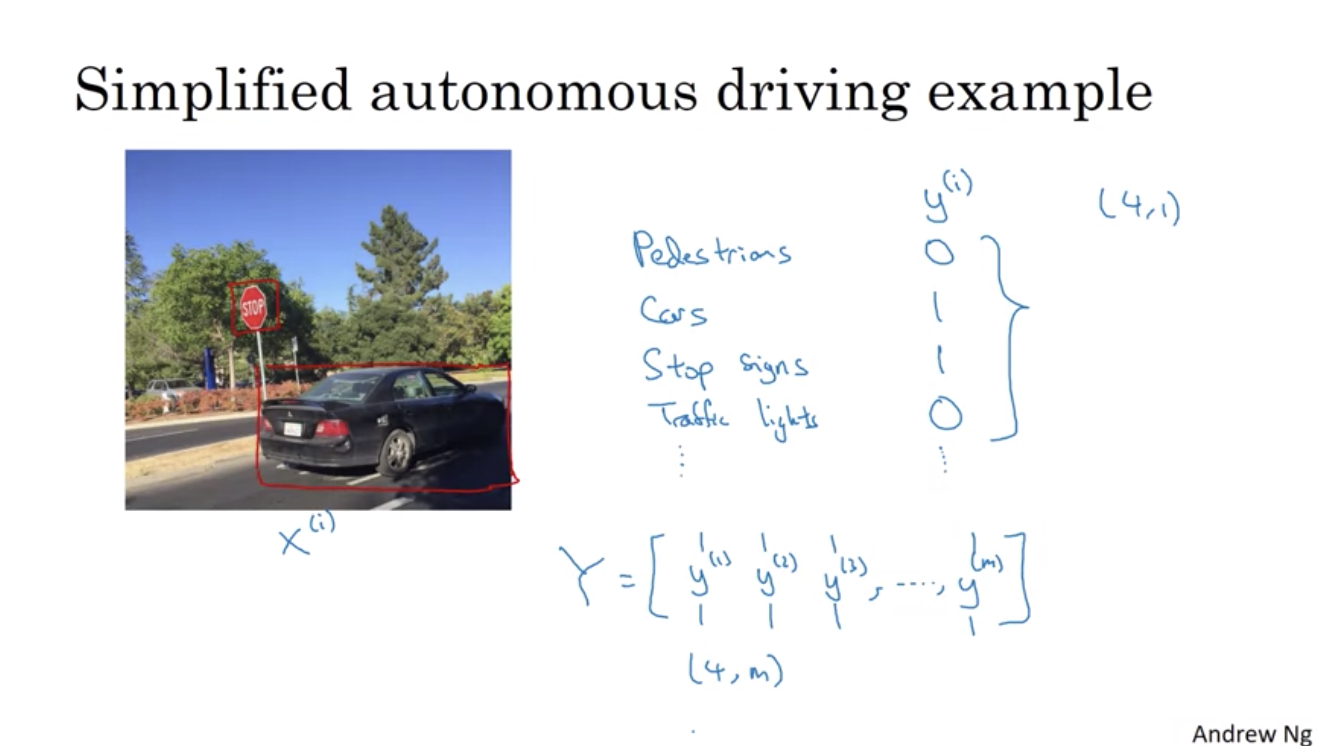 Simplified autonomous driving example
STOP
x^(i)
y^(i) (4,1)
Pedestrians 0
Cars 1
Stop signs 1
Traffic lights 0
⋮ ⋮
Y = [ y^(1) y^(2) y^(3), ----, y^(m) ]
(4, m)
Andrew Ng